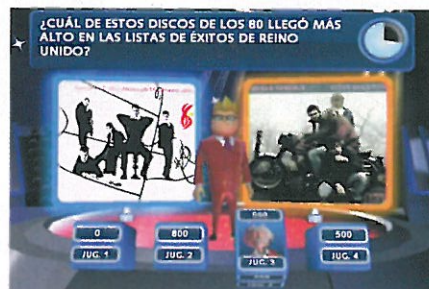 ¿CUÁL DE ESTOS DISCOS DE LOS 80 LLEGÓ MÁS
ALTO EN LAS LISTAS DE ÉXITOS DE REINO
UNIDO?
8
0
800
500
JUG. 1
JUG. 2
JUG. 3
JUG. 4